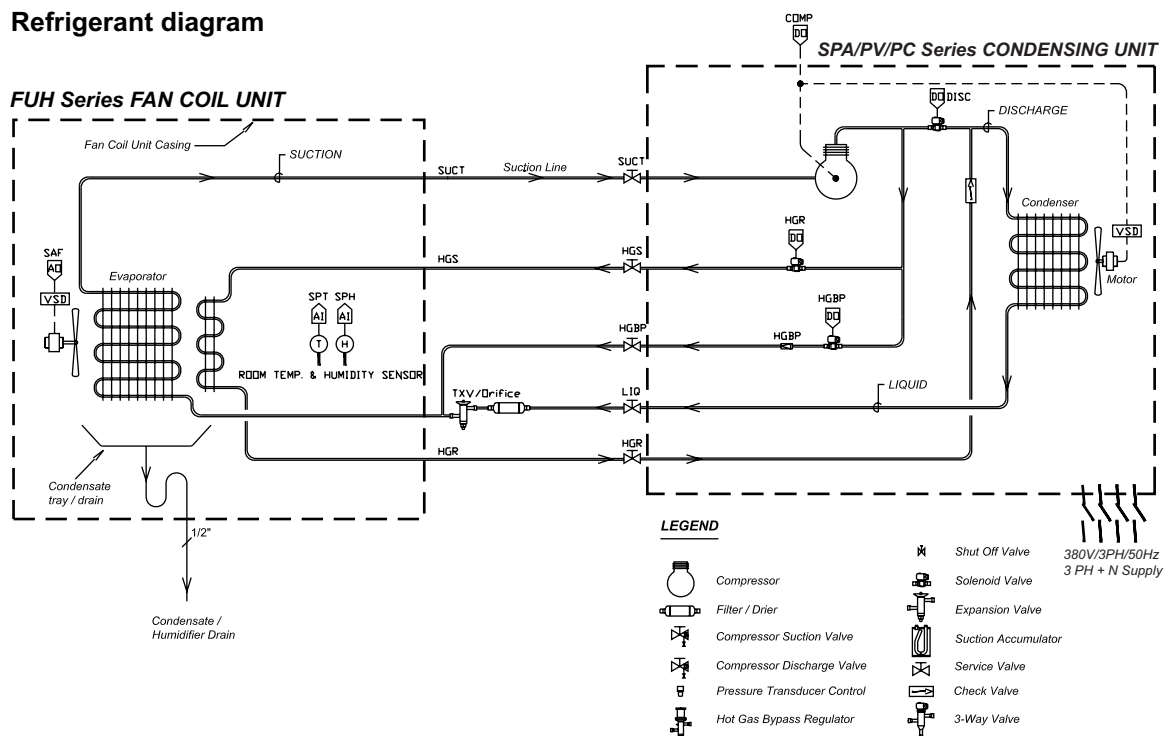 Refrigerant diagram
COMP
DO
SPA/PV/PC Series CONDENSING UNIT
FUH Series FAN COIL UNIT
DO DISC
DISCHARGE
Fan Coil Unit Casing
SUCTION
SUCT
Suction Line
SUCT
Condenser
VSD
Motor
HGR
DO
SAF
AO
VSD
Evaporator
HGS
HGS
SPT SPH
AI AI
T H
ROOM TEMP. & HUMIDITY SENSOR
HGBP
DO
HGBP
HGBP
TXV/Orifice
LIQ
LIQUID
HGR
HGR
Condensate
tray / drain
1/2"
Condensate /
Humidifier Drain
380V/3PH/50Hz
3 PH + N Supply
LEGEND
Compressor
Filter / Drier
Compressor Suction Valve
Compressor Discharge Valve
Pressure Transducer Control
Hot Gas Bypass Regulator
Shut Off Valve
Solenoid Valve
Expansion Valve
Suction Accumulator
Service Valve
Check Valve
3-Way Valve